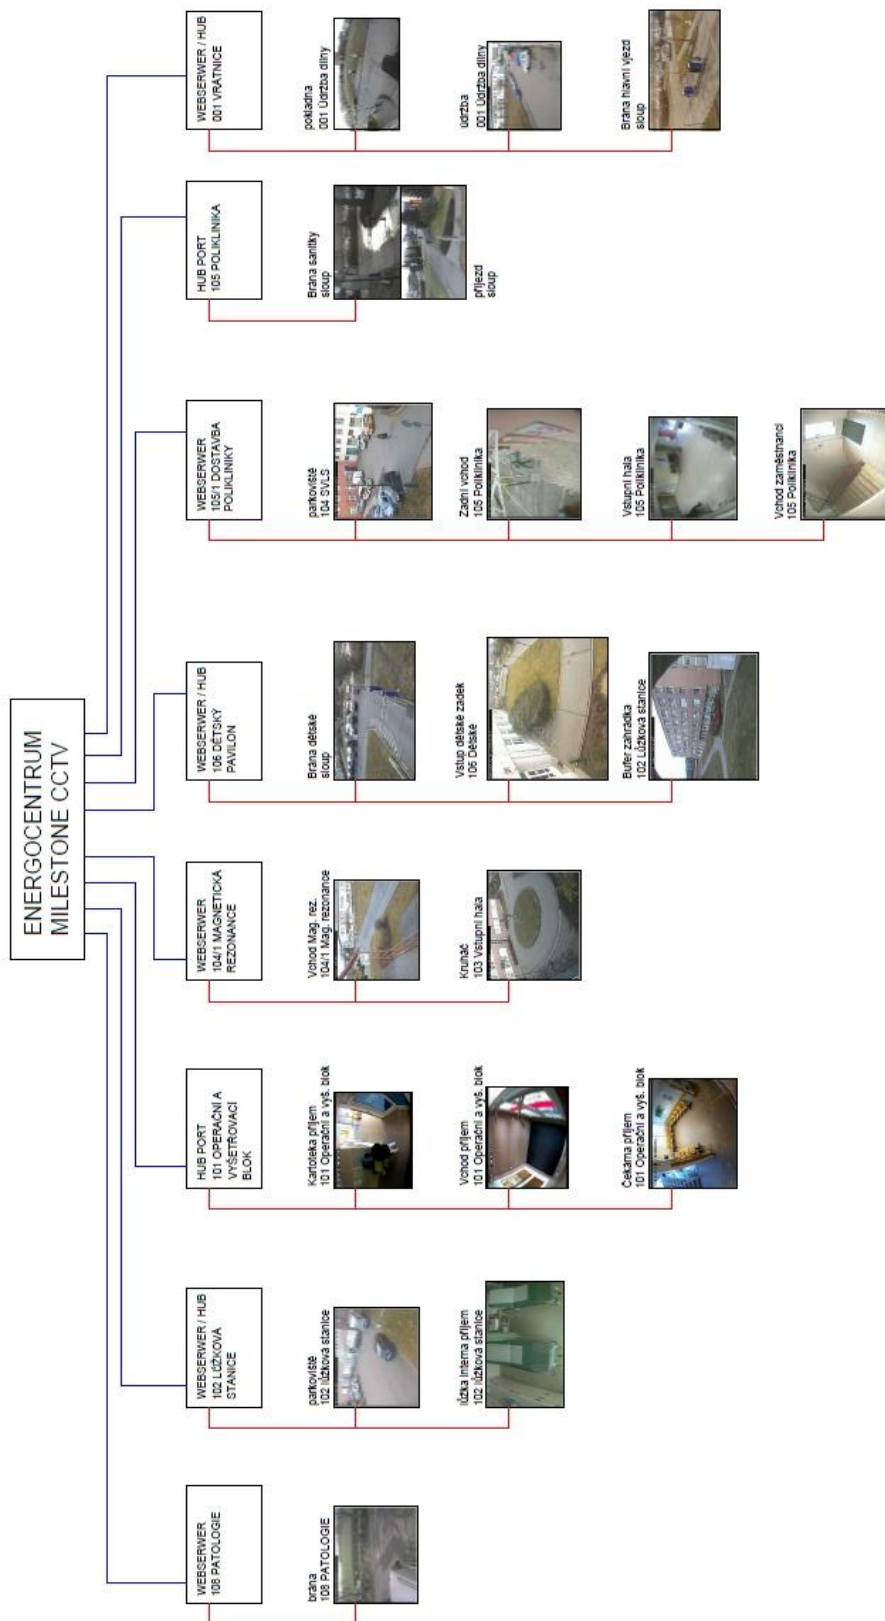 ENERGOCENTRUM
MILESTONE CCTV
WEBSERWER
108 PATOLOGIE
brána
108 PATOLOGIE
WEBSERWER / HUB
102 LŮŽKOVÁ
STANICE
parkoviště
102 lůžková stanice
lůžka interna příjem
102 lůžková stanice
HUB PORT
101 OPERAČNÍ A
VYŠETŘOVACÍ
BLOK
Kartoteka příjem
101 Operační a vyš. blok
Vchod příjem
101 Operační a vyš. blok
Čekárna příjem
101 Operační a vyš. blok
WEBSERWER
104/1 MAGNETICKÁ
REZONANCE
Vchod Mag. rez.
104/1 Mag. rezonance
Kruháč
103 Vstupní hala
WEBSERWER / HUB
106 DĚTSKÝ
PAVILON
Brána dětské
sloup
Vstup dětské zadek
106 Dětské
Bufer zahrádka
102 Lůžková stanice
WEBSERWER
105/1 DOSTAVBA
POLIKLINIKY
parkoviště
104 SVLS
Zadní vchod
105 Poliklinika
Vstupní hala
105 Poliklinika
Vchod zaměstnanci
105 Poliklinika
HUB PORT
105 POLIKLINIKA
Brána sanitky
sloup
příjezd
sloup
WEBSERWER / HUB
001 VRÁTNICE
pokladna
001 Údržba dílny
údržba
001 Údržba dílny
Brána hlavní vjezd
sloup